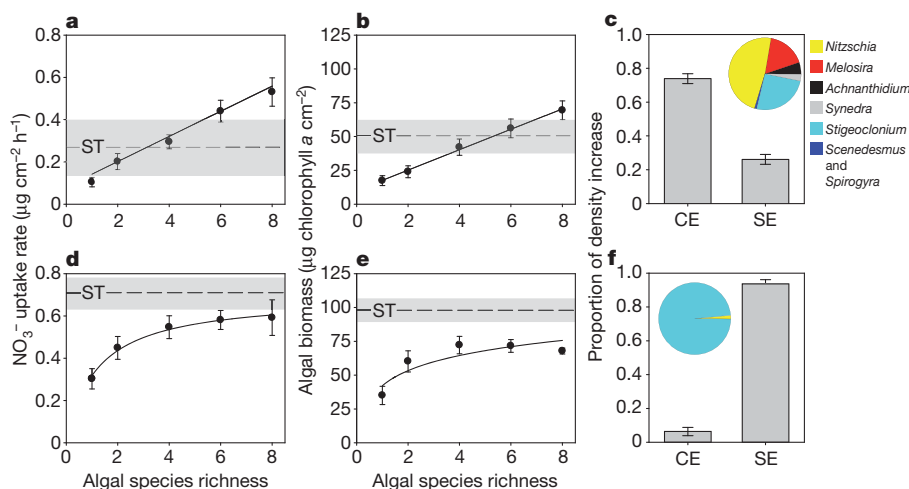 a
NO3⁻ uptake rate (µg cm⁻² h⁻¹)
0.8
0.6
0.4
0.2
0
ST
0 2 4 6 8
b
Algal biomass (µg chlorophyll a cm⁻²)
125
100
75
50
25
0
ST
0 2 4 6 8
c
Proportion of density increase
1.0
0.8
0.6
0.4
0.2
0
CE SE
Nitzschia
Melosira
Achnanthidium
Synedra
Stigeoclonium
Scenedesmus
and
Spirogyra
d
0.8
0.6
0.4
0.2
0
ST
0 2 4 6 8
Algal species richness
e
125
100
75
50
25
0
ST
0 2 4 6 8
Algal species richness
f
1.0
0.8
0.6
0.4
0.2
0
CE SE